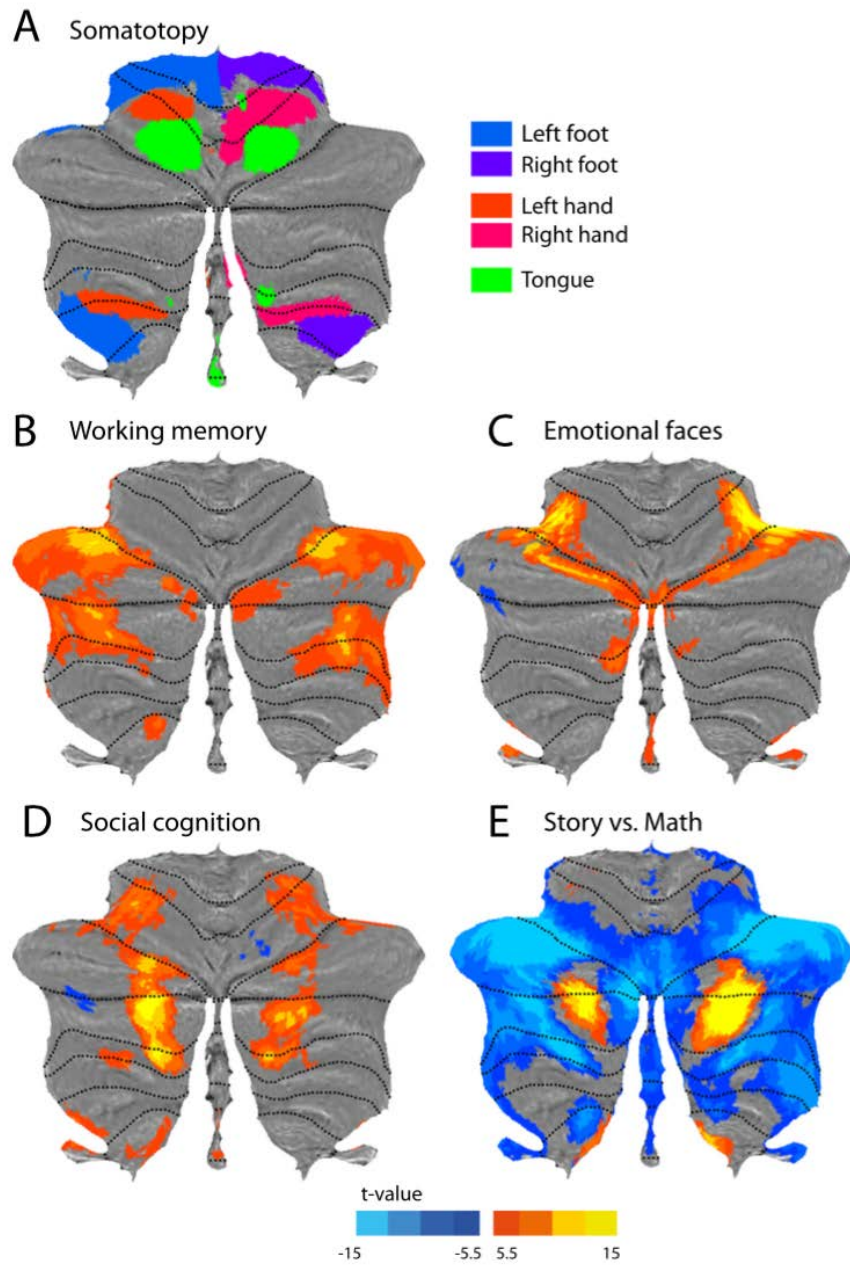 A Somatotopy
Left foot
Right foot
Left hand
Right hand
Tongue
B Working memory
C Emotional faces
D Social cognition
E Story vs. Math
t-value
-15 -5.5 5.5 15